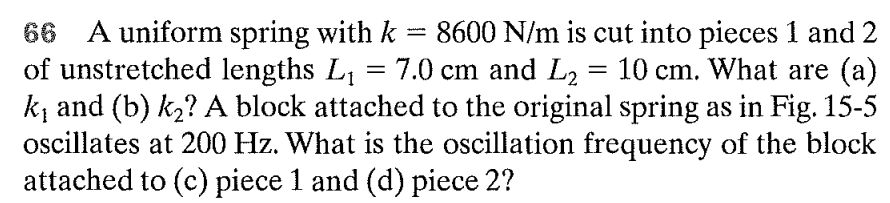 66 A uniform spring with k = 8600 N/m is cut into pieces 1 and 2
of unstretched lengths L₁ = 7.0 cm and L₂ = 10 cm. What are (a)
k₁ and (b) k₂? A block attached to the original spring as in Fig. 15-5
oscillates at 200 Hz. What is the oscillation frequency of the block
attached to (c) piece 1 and (d) piece 2?